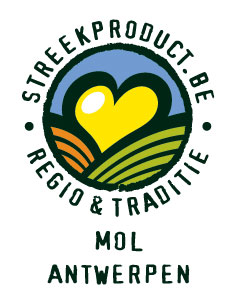 STREEKPRODUCT.BE
• REGIO & TRADITIE •
MOL
ANTWERPEN